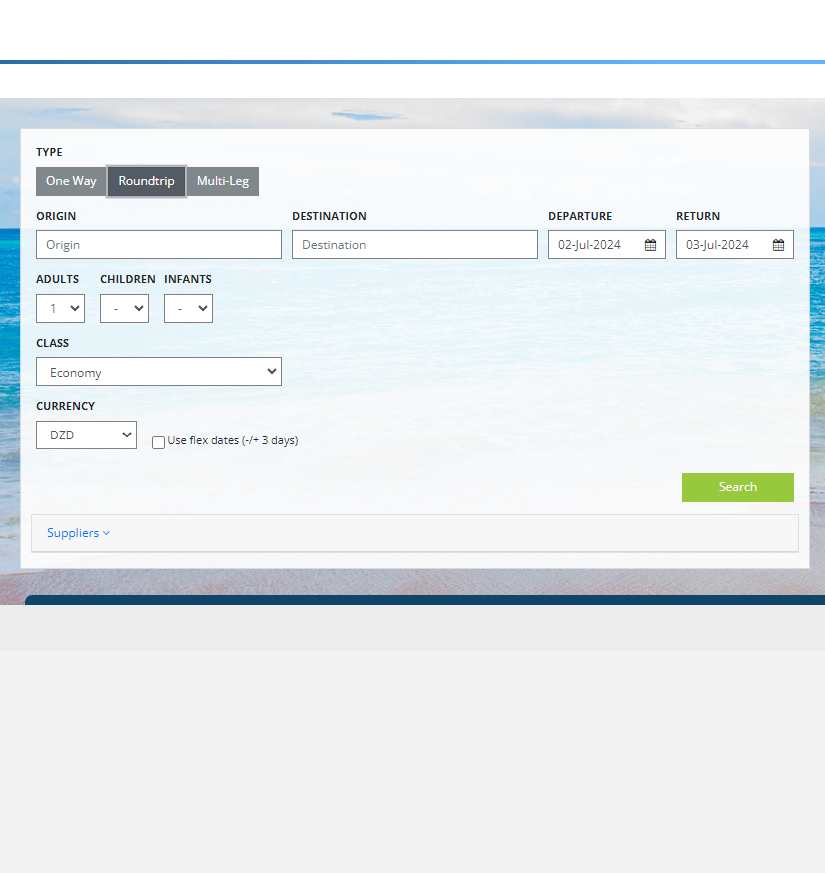 TYPE
One Way Roundtrip Multi-Leg
ORIGIN DESTINATION DEPARTURE RETURN
Origin Destination 02-Jul-2024 03-Jul-2024
ADULTS CHILDREN INFANTS
1 - -
CLASS
Economy
CURRENCY
DZD Use flex dates (-/+ 3 days)
Search
Suppliers